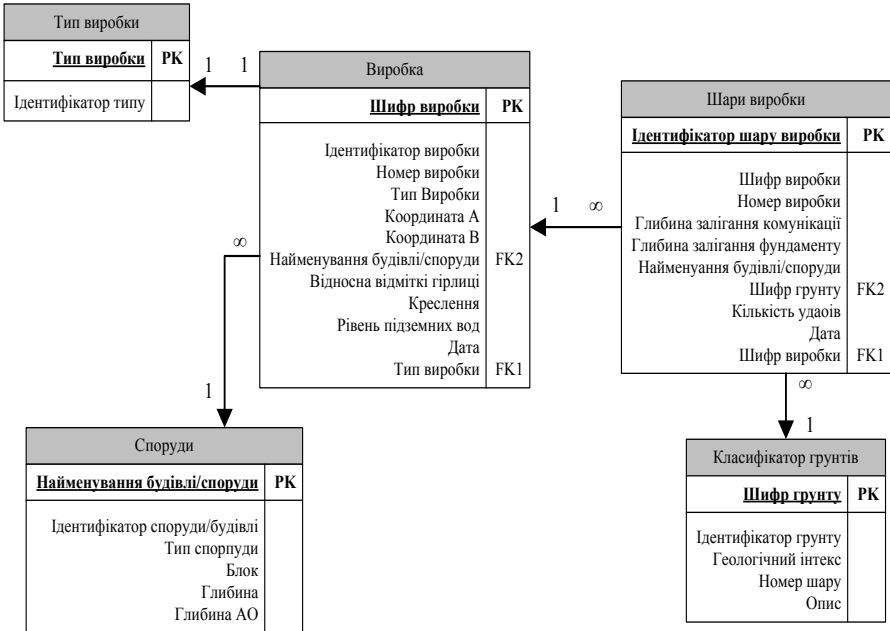 Тип виробки
Тип виробки PK
Ідентифікатор типу
1 1
Виробка
Шифр виробки PK
Ідентифікатор виробки
Номер виробки
Тип Виробки
Координата А
Координата В
Найменування будівлі/споруди FK2
Відносна відміткі гірлиці
Креслення
Рівень підземних вод
Дата
Тип виробки FK1
1 ∞
Шари виробки
Ідентифікатор шару виробки PK
Шифр виробки
Номер виробки
Глибина залігання комунікації
Глибина залігання фундаменту
Найменуання будівлі/споруди
Шифр грунту FK2
Кількість удаоів
Дата
Шифр виробки FK1
∞
1
∞
1
Споруди
Найменування будівлі/споруди PK
Ідентифікатор споруди/будівлі
Тип спорпуди
Блок
Глибина
Глибина АО
Класифікатор грунтів
Шифр грунту PK
Ідентифікатор грунту
Геологічний інтекс
Номер шару
Опис